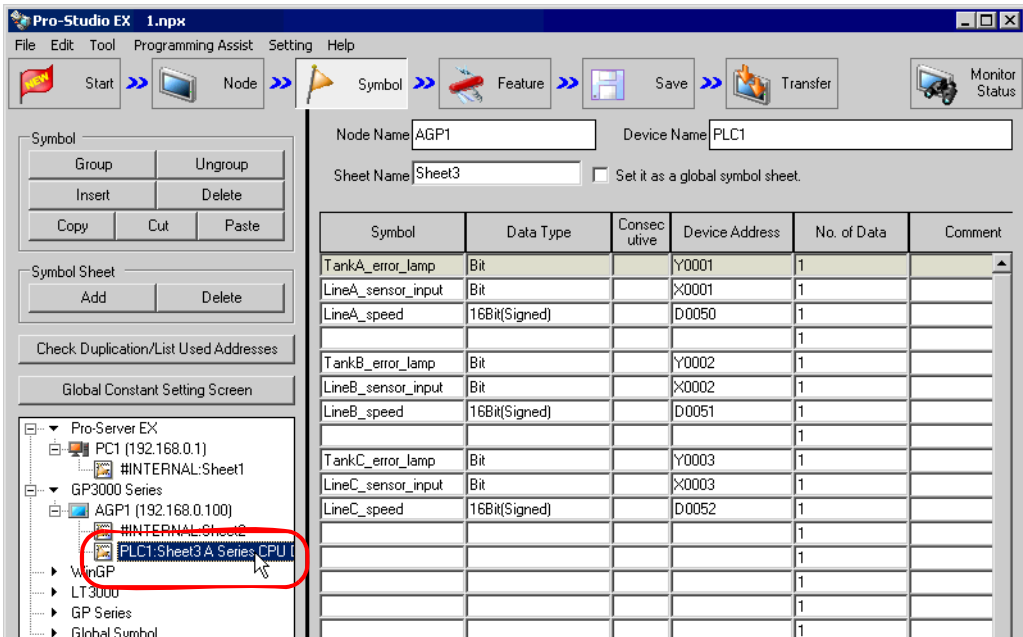 Pro-Studio EX 1.npx
File Edit Tool Programming Assist Setting Help
NEW Start Node Symbol Feature Save Transfer Monitor Status
Symbol
Group Ungroup
Insert Delete
Copy Cut Paste
Symbol Sheet
Add Delete
Check Duplication/List Used Addresses
Global Constant Setting Screen
Pro-Server EX
PC1 (192.168.0.1)
#INTERNAL:Sheet1
GP3000 Series
AGP1 (192.168.0.100)
#INTERNAL:Sheet2
PLC1:Sheet3 A Series CPU D
WinGP
LT3000
GP Series
Global Symbol
Node Name AGP1 Device Name PLC1
Sheet Name Sheet3 Set it as a global symbol sheet.
Symbol Data Type Consecutive Device Address No. of Data Comment
TankA_error_lamp Bit Y0001 1
LineA_sensor_input Bit X0001 1
LineA_speed 16Bit(Signed) D0050 1
1
TankB_error_lamp Bit Y0002 1
LineB_sensor_input Bit X0002 1
LineB_speed 16Bit(Signed) D0051 1
1
TankC_error_lamp Bit Y0003 1
LineC_sensor_input Bit X0003 1
LineC_speed 16Bit(Signed) D0052 1
1
1
1
1
1